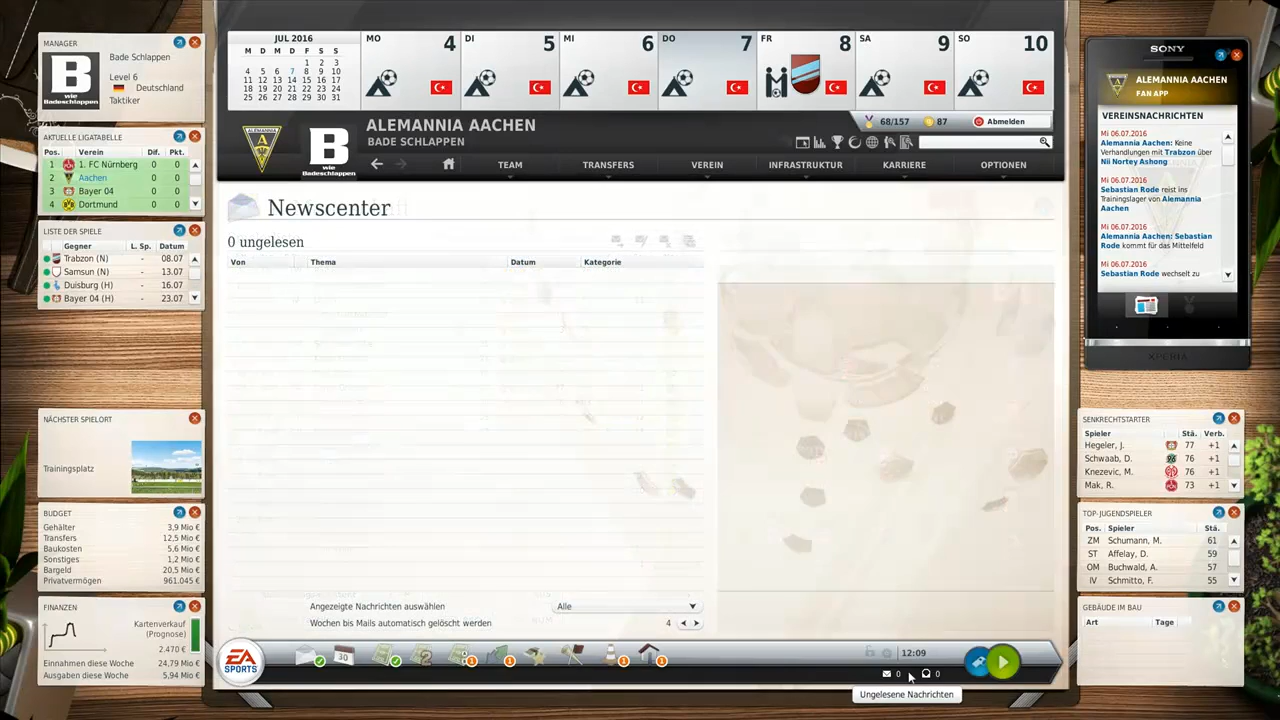 MANAGER
B
wie
Badeschlappen
Bade Schlappen
Level 6
Deutschland
Taktiker
AKTUELLE LIGATABELLE
Pos. Verein Dif. Pkt.
1 1. FC Nürnberg 0 0
2 Aachen 0 0
3 Bayer 04 0 0
4 Dortmund 0 0
LISTE DER SPIELE
Gegner L. Sp. Datum
Trabzon (N) - 08.07
Samsun (N) - 13.07
Duisburg (H) - 16.07
Bayer 04 (H) - 23.07
NÄCHSTER SPIELORT
Trainingsplatz
BUDGET
Gehälter 3,9 Mio €
Transfers 12,5 Mio €
Baukosten 5,6 Mio €
Sonstiges 1,2 Mio €
Bargeld 20,5 Mio €
Privatvermögen 961.045 €
FINANZEN
Kartenverkauf
(Prognose)
2.470 €
Einnahmen diese Woche 24,79 Mio €
Ausgaben diese Woche 5,94 Mio €
JUL 2016
M D M D F S S
1 2 3
4 5 6 7 8 9 10
11 12 13 14 15 16 17
18 19 20 21 22 23 24
25 26 27 28 29 30 31
MO 4
DI 5
MI 6
DO 7
FR 8
SA 9
SO 10
ALEMANNIA
B
wie
Badeschlappen
ALEMANNIA AACHEN
BADE SCHLAPPEN
68/157 87 Abmelden
TEAM TRANSFERS VEREIN INFRASTRUKTUR KARRIERE OPTIONEN
Newscenter
0 ungelesen
Von Thema Datum Kategorie
Angezeigte Nachrichten auswählen Alle
Wochen bis Mails automatisch gelöscht werden 4
EA
SPORTS
30
2
1 1 1 1
12:09
0 0
Ungelesene Nachrichten
SONY
ALEMANNIA AACHEN
FAN APP
VEREINSNACHRICHTEN
Mi 06.07.2016
Alemannia Aachen: Keine
Verhandlungen mit Trabzon über
Nii Nortey Ashong
Mi 06.07.2016
Sebastian Rode reist ins
Trainingslager von Alemannia
Aachen
Mi 06.07.2016
Alemannia Aachen: Sebastian
Rode kommt für das Mittelfeld
Mi 06.07.2016
Sebastian Rode wechselt zu
XPERIA
SENKRECHTSTARTER
Spieler Stä. Verb.
Hegeler, J. 77 +1
Schwaab, D. 76 +1
Knezevic, M. 76 +1
Mak, R. 73 +1
TOP-JUGENDSPIELER
Pos. Spieler Stä.
ZM Schumann, M. 61
ST Affelay, D. 59
OM Buchwald, A. 57
IV Schmitto, F. 55
GEBÄUDE IM BAU
Art Tage